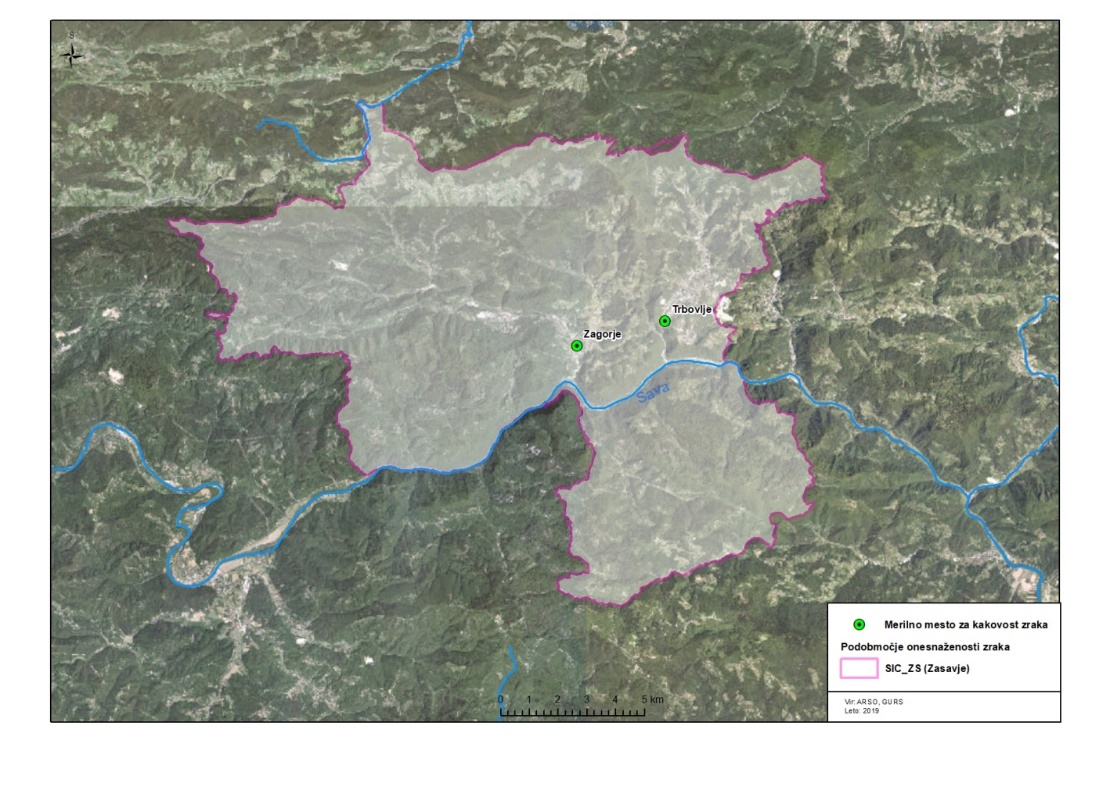 S
Trbovlje
Zagorje
Sava
0 1 2 3 4 5 km
Merilno mesto za kakovost zraka
Podobmočje onesnaženosti zraka
SIC_ZS (Zasavje)
Vir: ARSO, GURS
Leto: 2019